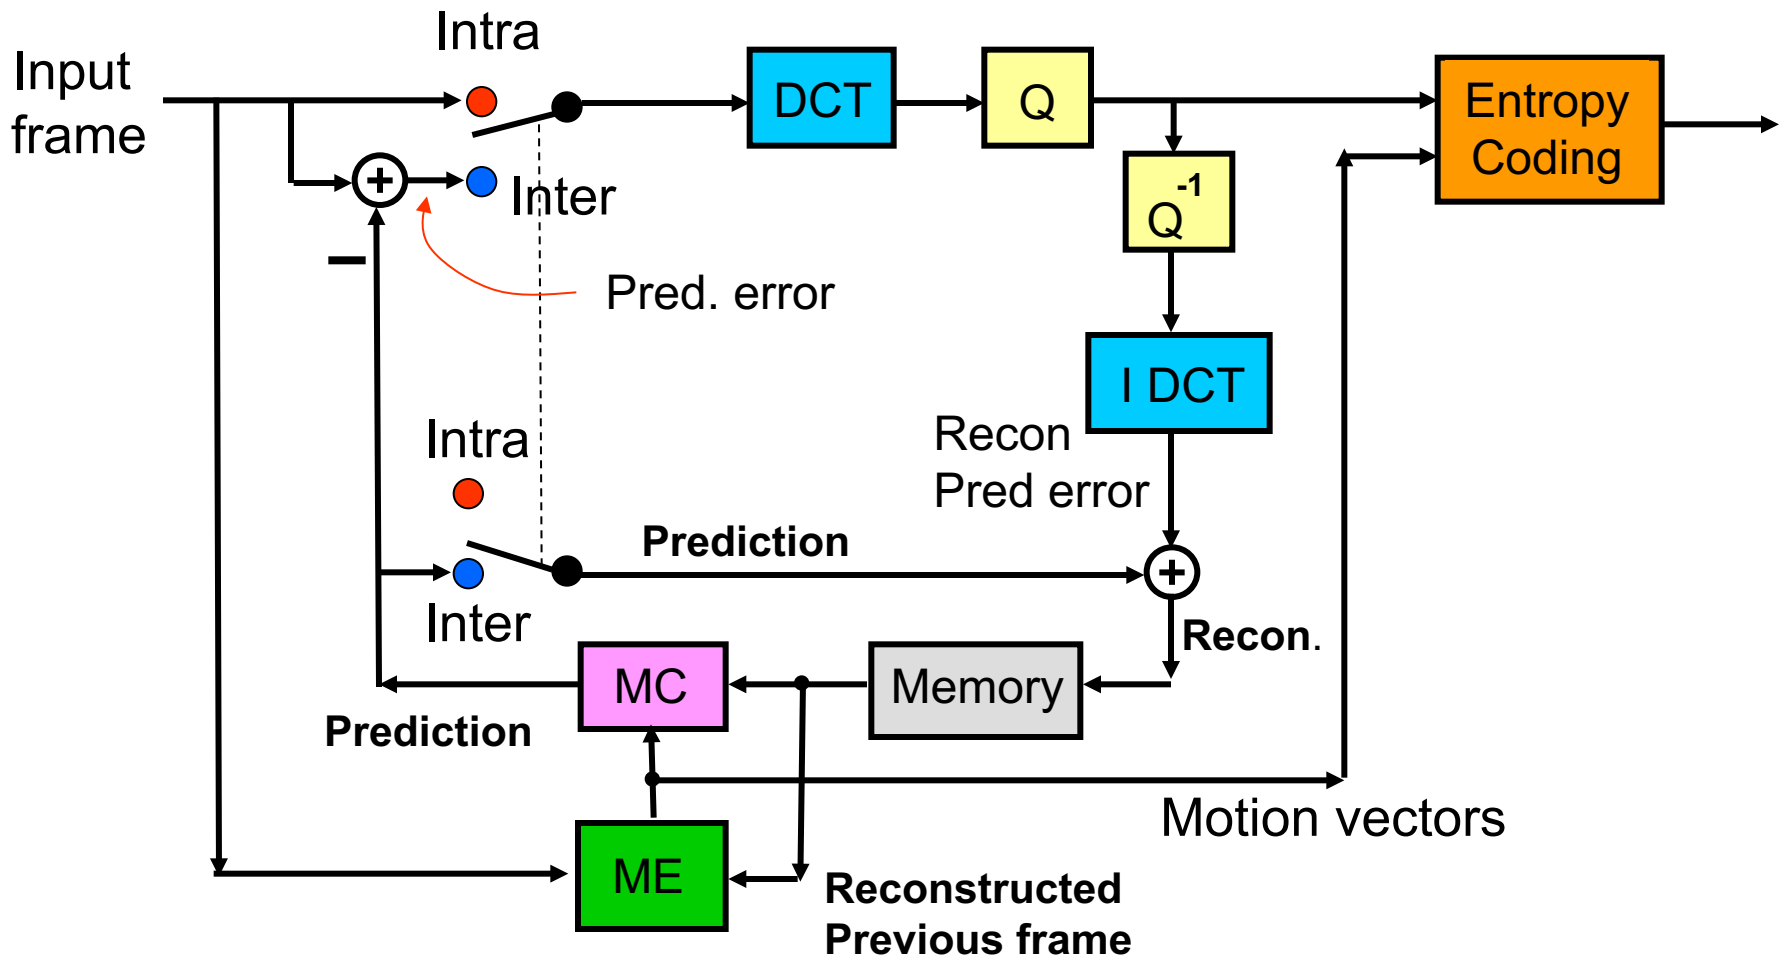 Intra
Input
frame
DCT
Q
Entropy
Coding
+
Inter
-1
Q
–
Pred. error
I DCT
Intra
Recon
Pred error
Prediction
+
Inter
Recon.
MC
Memory
Prediction
Motion vectors
ME
Reconstructed
Previous frame